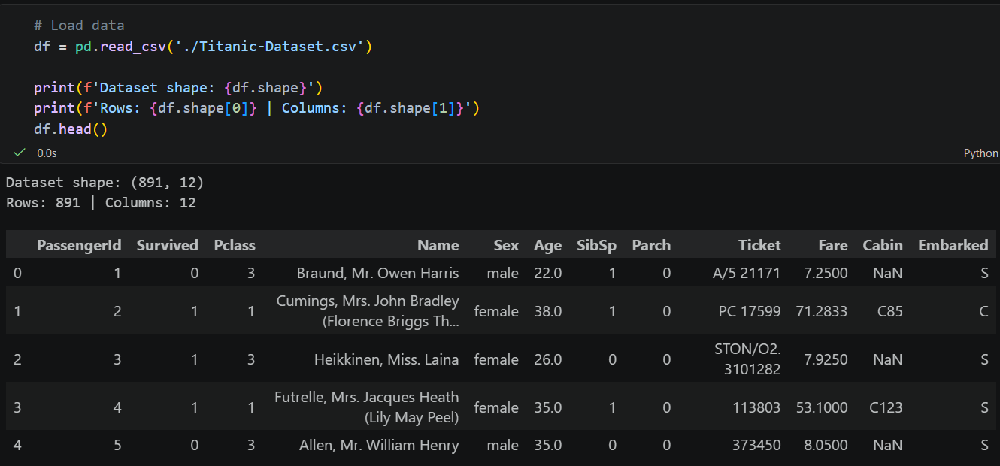 # Load data
df = pd.read_csv('./Titanic-Dataset.csv')
print(f'Dataset shape: {df.shape}')
print(f'Rows: {df.shape[0]} | Columns: {df.shape[1]}')
df.head()
0.0s
Python
Dataset shape: (891, 12)
Rows: 891 | Columns: 12
PassengerId Survived Pclass Name Sex Age SibSp Parch Ticket Fare Cabin Embarked
0 1 0 3 Braund, Mr. Owen Harris male 22.0 1 0 A/5 21171 7.2500 NaN S
1 2 1 1 Cumings, Mrs. John Bradley
(Florence Briggs Th... female 38.0 1 0 PC 17599 71.2833 C85 C
2 3 1 3 Heikkinen, Miss. Laina female 26.0 0 0 STON/O2.
3101282 7.9250 NaN S
3 4 1 1 Futrelle, Mrs. Jacques Heath
(Lily May Peel) female 35.0 1 0 113803 53.1000 C123 S
4 5 0 3 Allen, Mr. William Henry male 35.0 0 0 373450 8.0500 NaN S